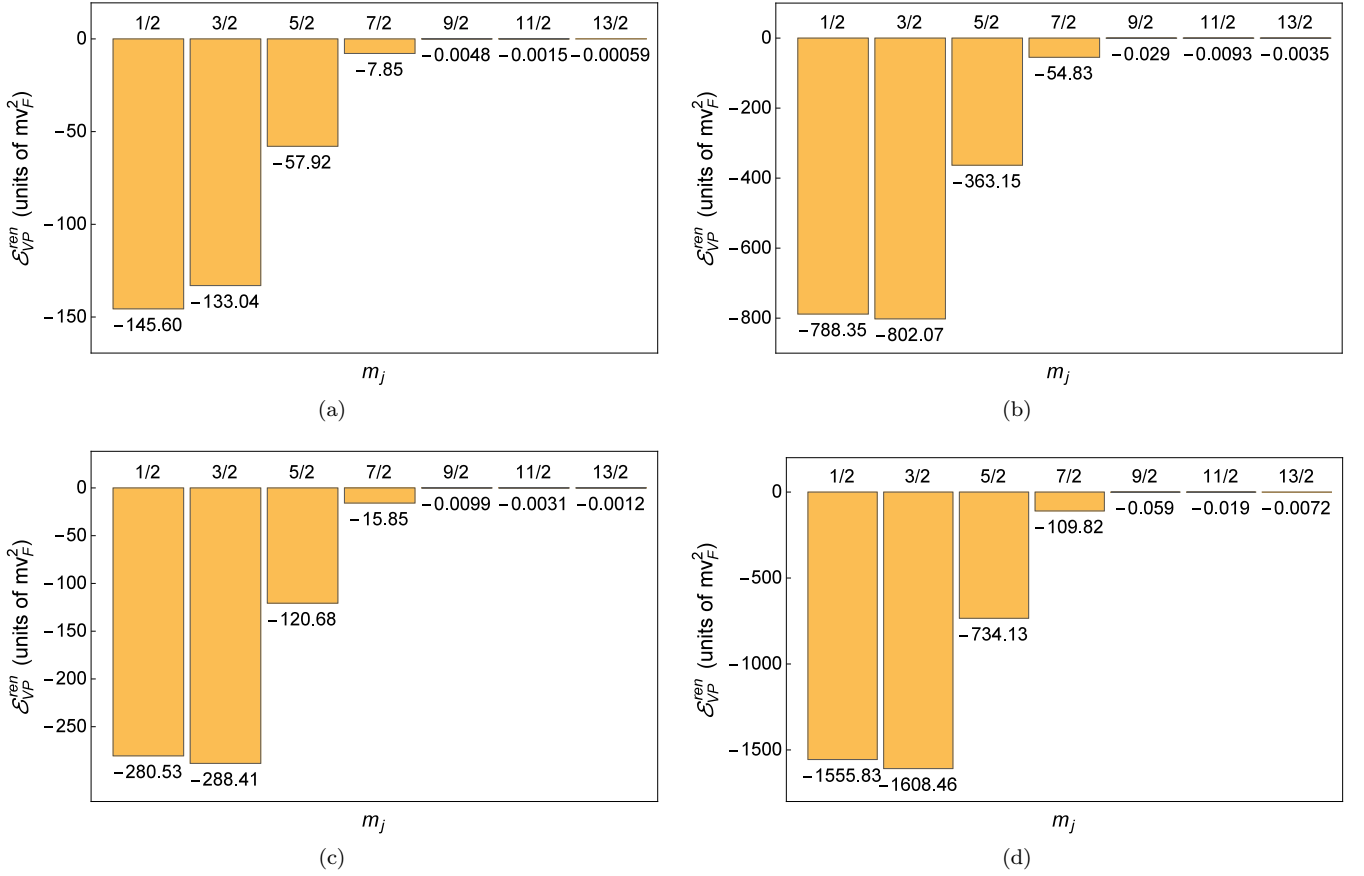 1/2 3/2 5/2 7/2 9/2 11/2 13/2
0
-50
-100
-150
ℰ_VP^ren (units of mv_F^2)
-145.60
-133.04
-57.92
-7.85
-0.0048
-0.0015
-0.00059
m_j
(a)
1/2 3/2 5/2 7/2 9/2 11/2 13/2
0
-200
-400
-600
-800
ℰ_VP^ren (units of mv_F^2)
-788.35
-802.07
-363.15
-54.83
-0.029
-0.0093
-0.0035
m_j
(b)
1/2 3/2 5/2 7/2 9/2 11/2 13/2
0
-50
-100
-150
-200
-250
ℰ_VP^ren (units of mv_F^2)
-280.53
-288.41
-120.68
-15.85
-0.0099
-0.0031
-0.0012
m_j
(c)
1/2 3/2 5/2 7/2 9/2 11/2 13/2
0
-500
-1000
-1500
ℰ_VP^ren (units of mv_F^2)
-1555.83
-1608.46
-734.13
-109.82
-0.059
-0.019
-0.0072
m_j
(d)